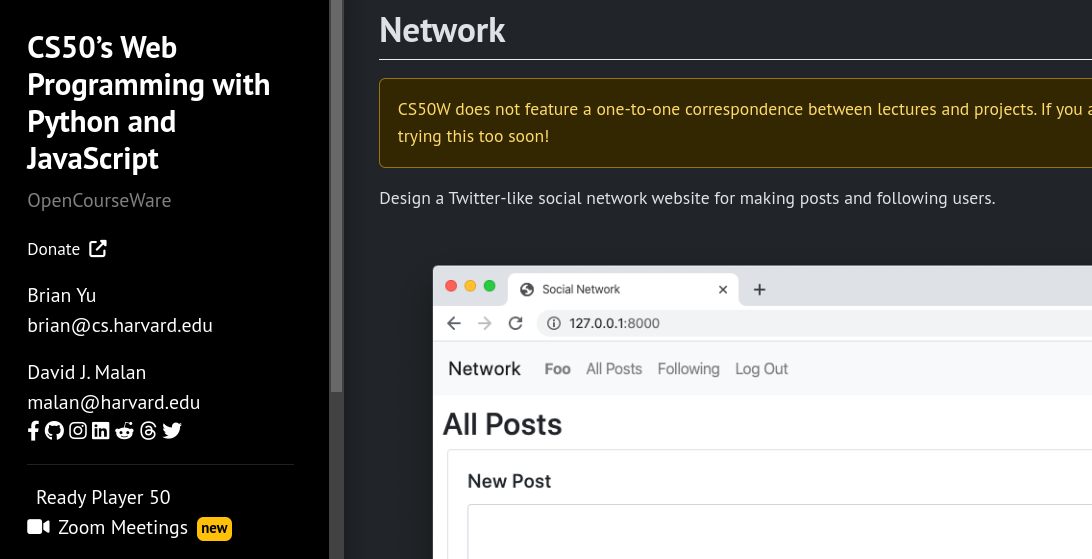 CS50’s Web
Programming with
Python and
JavaScript
OpenCourseWare
Donate
Brian Yu
brian@cs.harvard.edu
David J. Malan
malan@harvard.edu
Ready Player 50
Zoom Meetings new
Network
CS50W does not feature a one-to-one correspondence between lectures and projects. If you
trying this too soon!
Design a Twitter-like social network website for making posts and following users.
Social Network
127.0.0.1:8000
Network Foo All Posts Following Log Out
All Posts
New Post